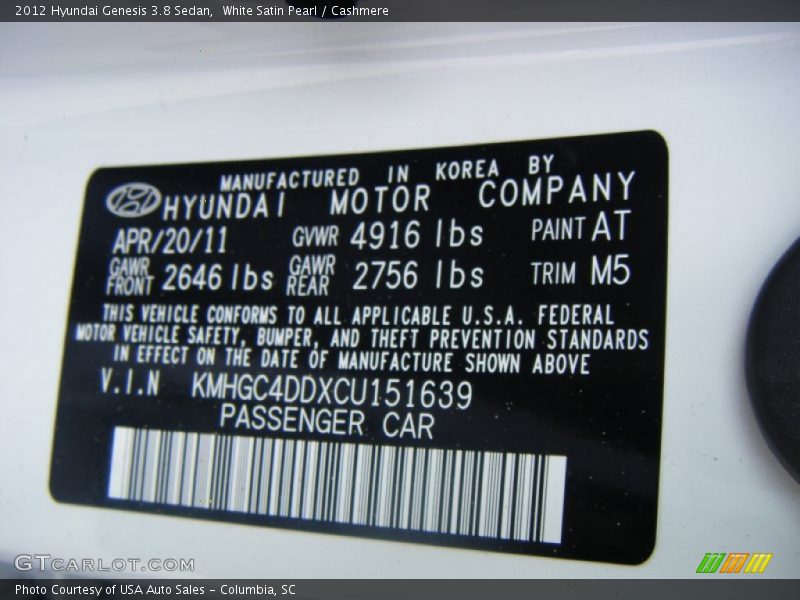 2012 Hyundai Genesis 3.8 Sedan,  White Satin Pearl / Cashmere
MANUFACTURED IN KOREA BY
HYUNDAI MOTOR COMPANY
APR/20/11 GVWR 4916 lbs PAINT AT
GAWR FRONT 2646 lbs GAWR REAR 2756 lbs TRIM M5
THIS VEHICLE CONFORMS TO ALL APPLICABLE U.S.A. FEDERAL
MOTOR VEHICLE SAFETY, BUMPER, AND THEFT PREVENTION STANDARDS
IN EFFECT ON THE DATE OF MANUFACTURE SHOWN ABOVE
V.I.N KMHGC4DDXCU151639
PASSENGER CAR
GTCARLOT.COM
Photo Courtesy of USA Auto Sales - Columbia, SC